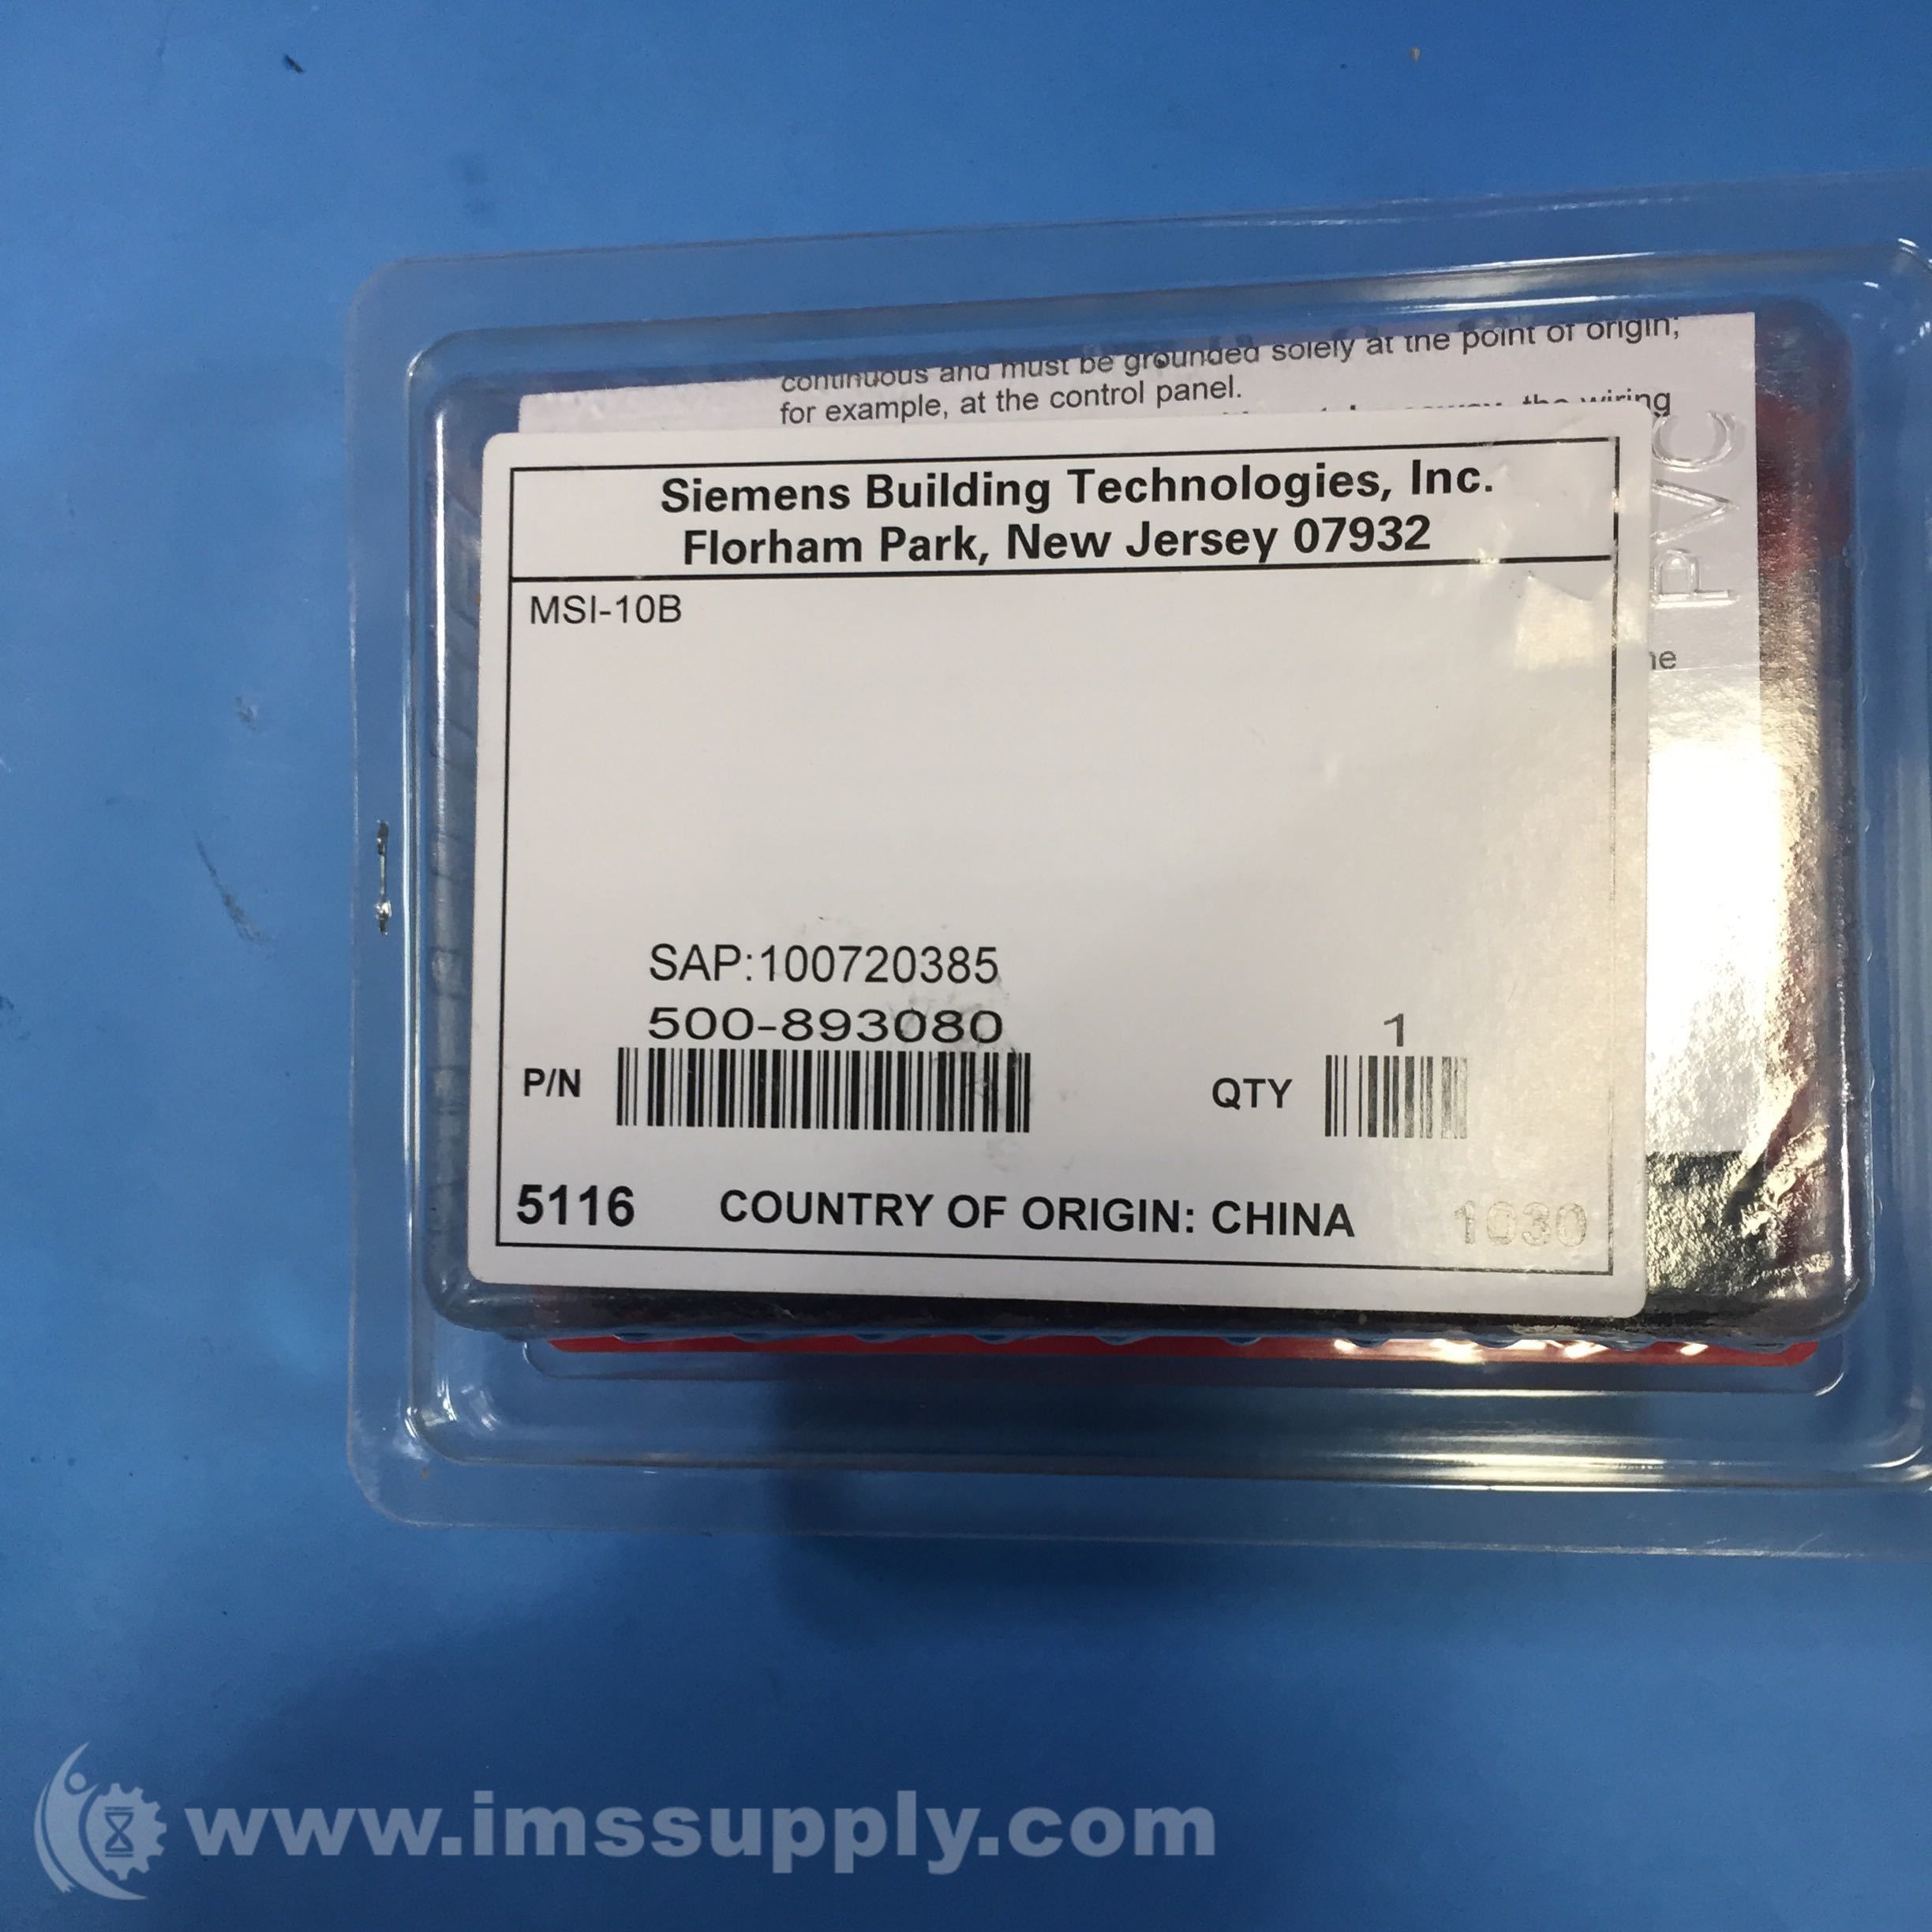 continuous and must be grounded solely at the point of origin;
for example, at the control panel.
the wiring
PVC
Siemens Building Technologies, Inc.
Florham Park, New Jersey 07932
MSI-10B
SAP:100720385
500-893080
P/N
1
QTY
5116 COUNTRY OF ORIGIN: CHINA 1030
www.imssupply.com